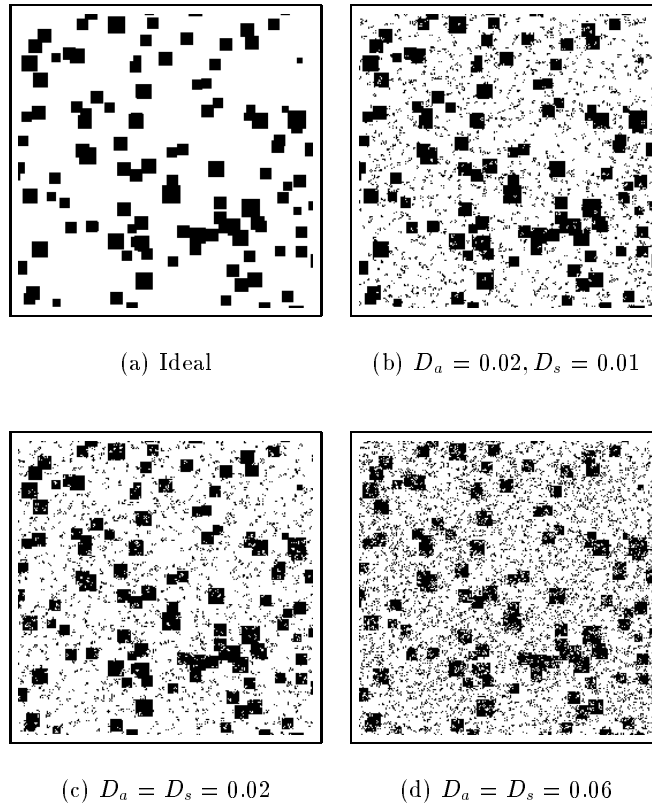 (a) Ideal
(b) D_a = 0.02, D_s = 0.01
(c) D_a = D_s = 0.02
(d) D_a = D_s = 0.06